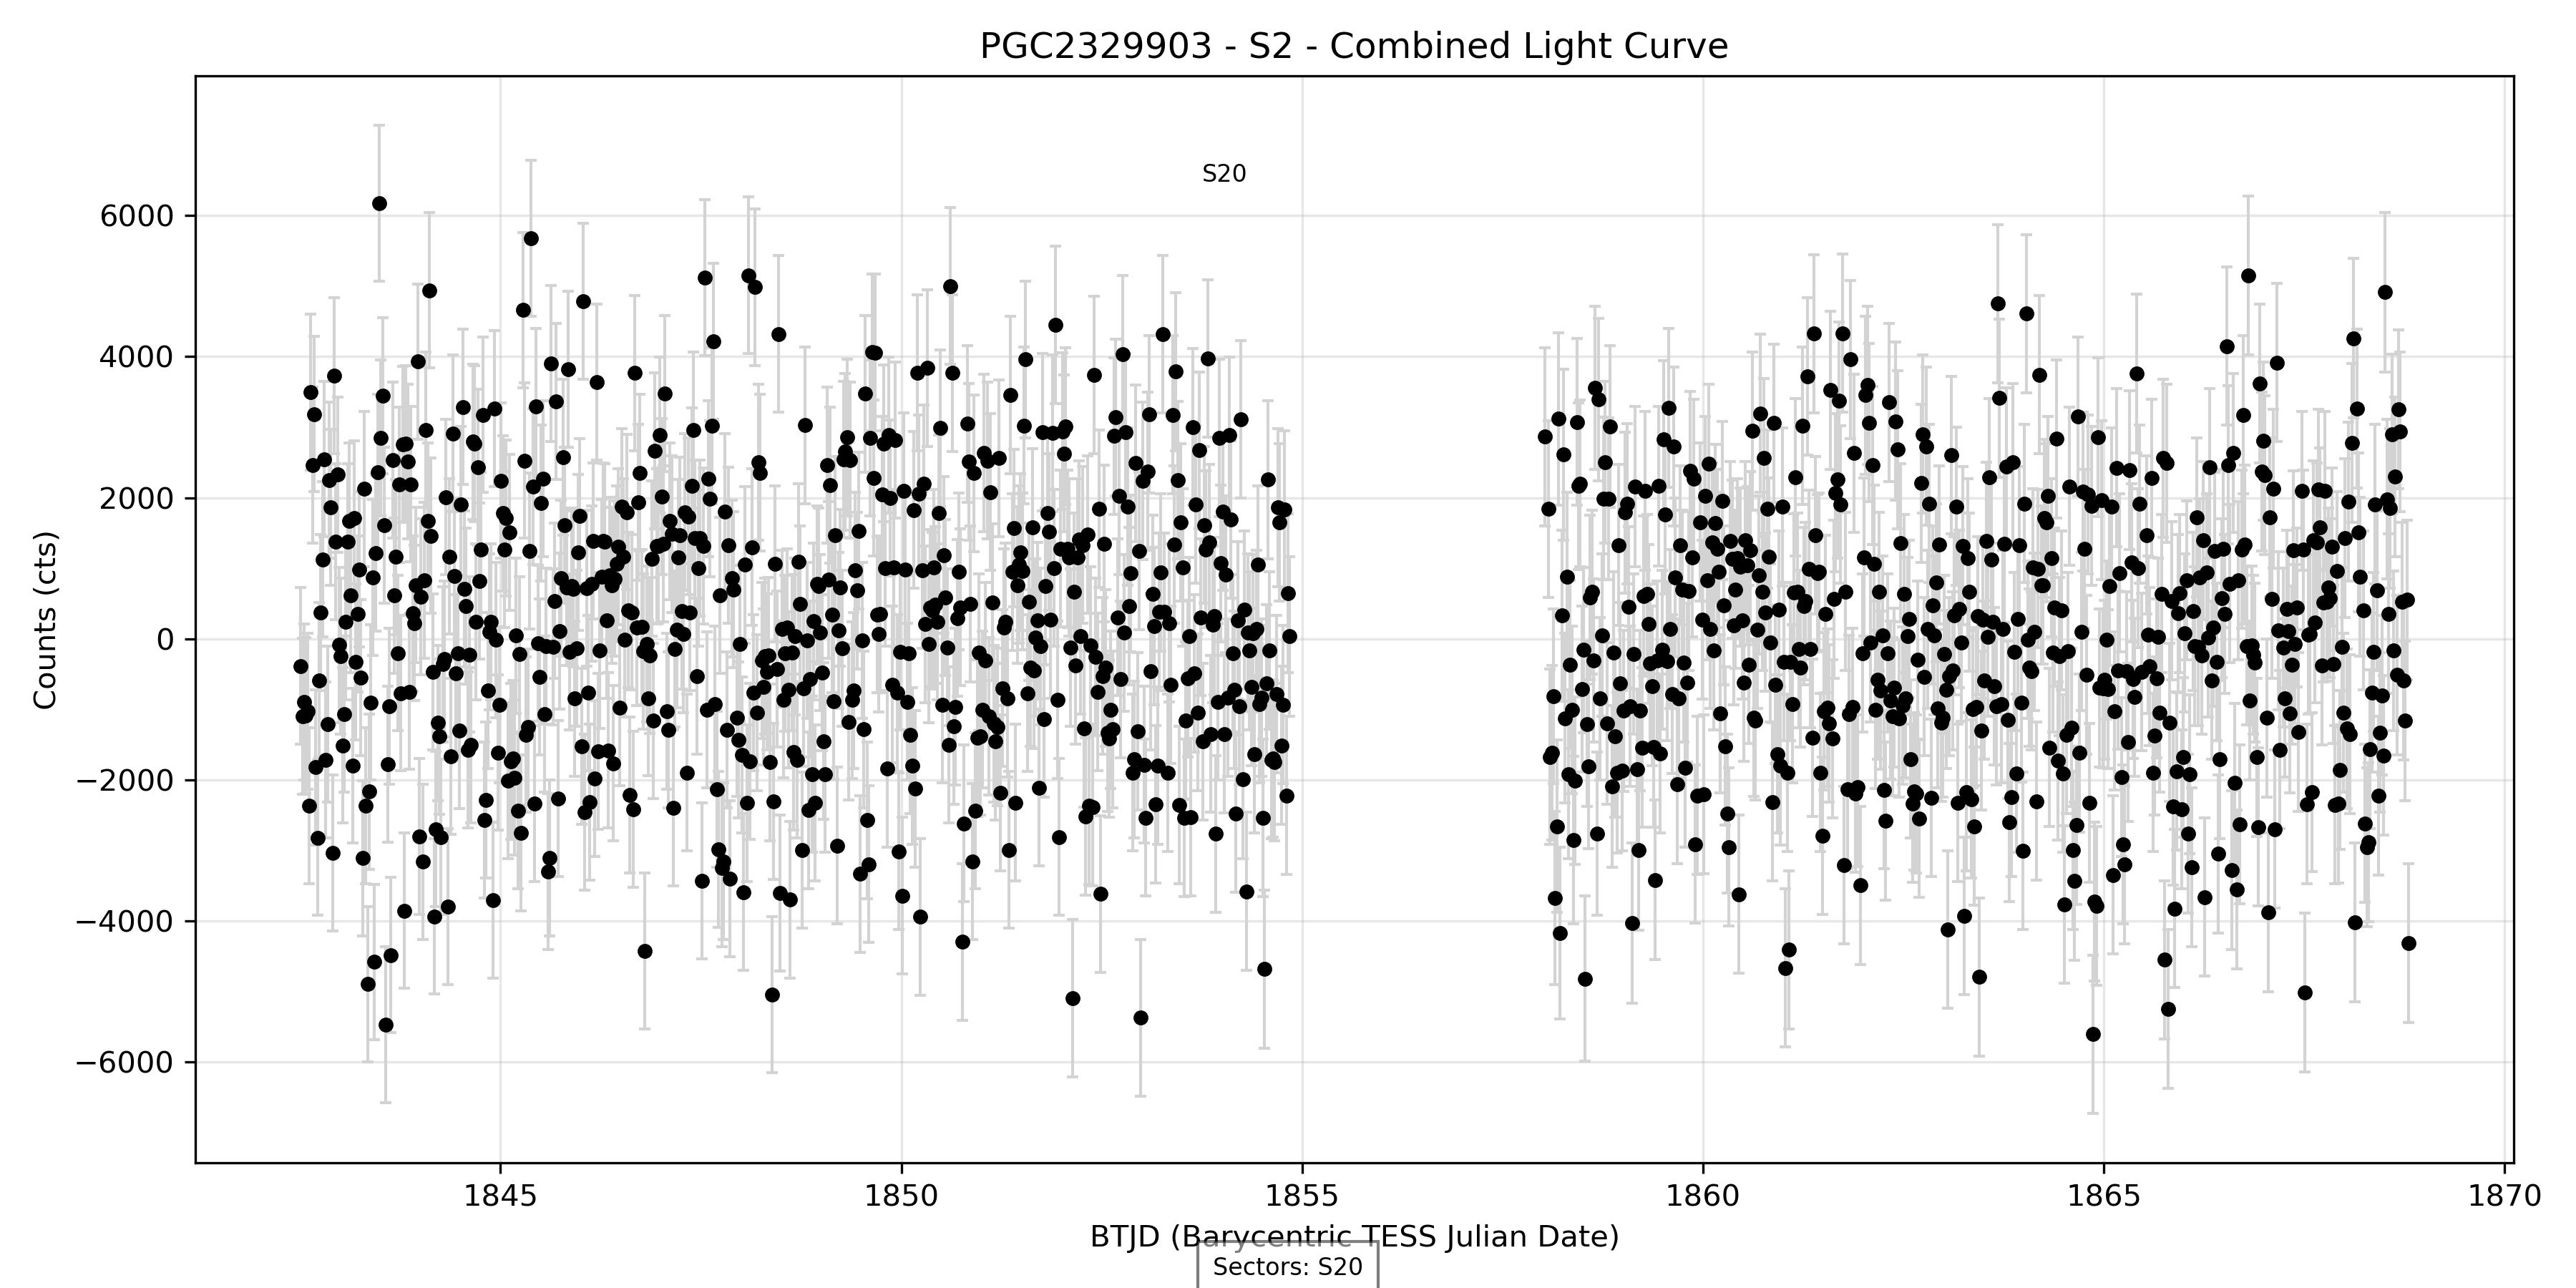 PGC2329903 - S2 - Combined Light Curve
S20
Counts (cts)
6000
4000
2000
0
−2000
−4000
−6000
1845
1850
1855
1860
1865
1870
BTJD (Barycentric TESS Julian Date)
Sectors: S20